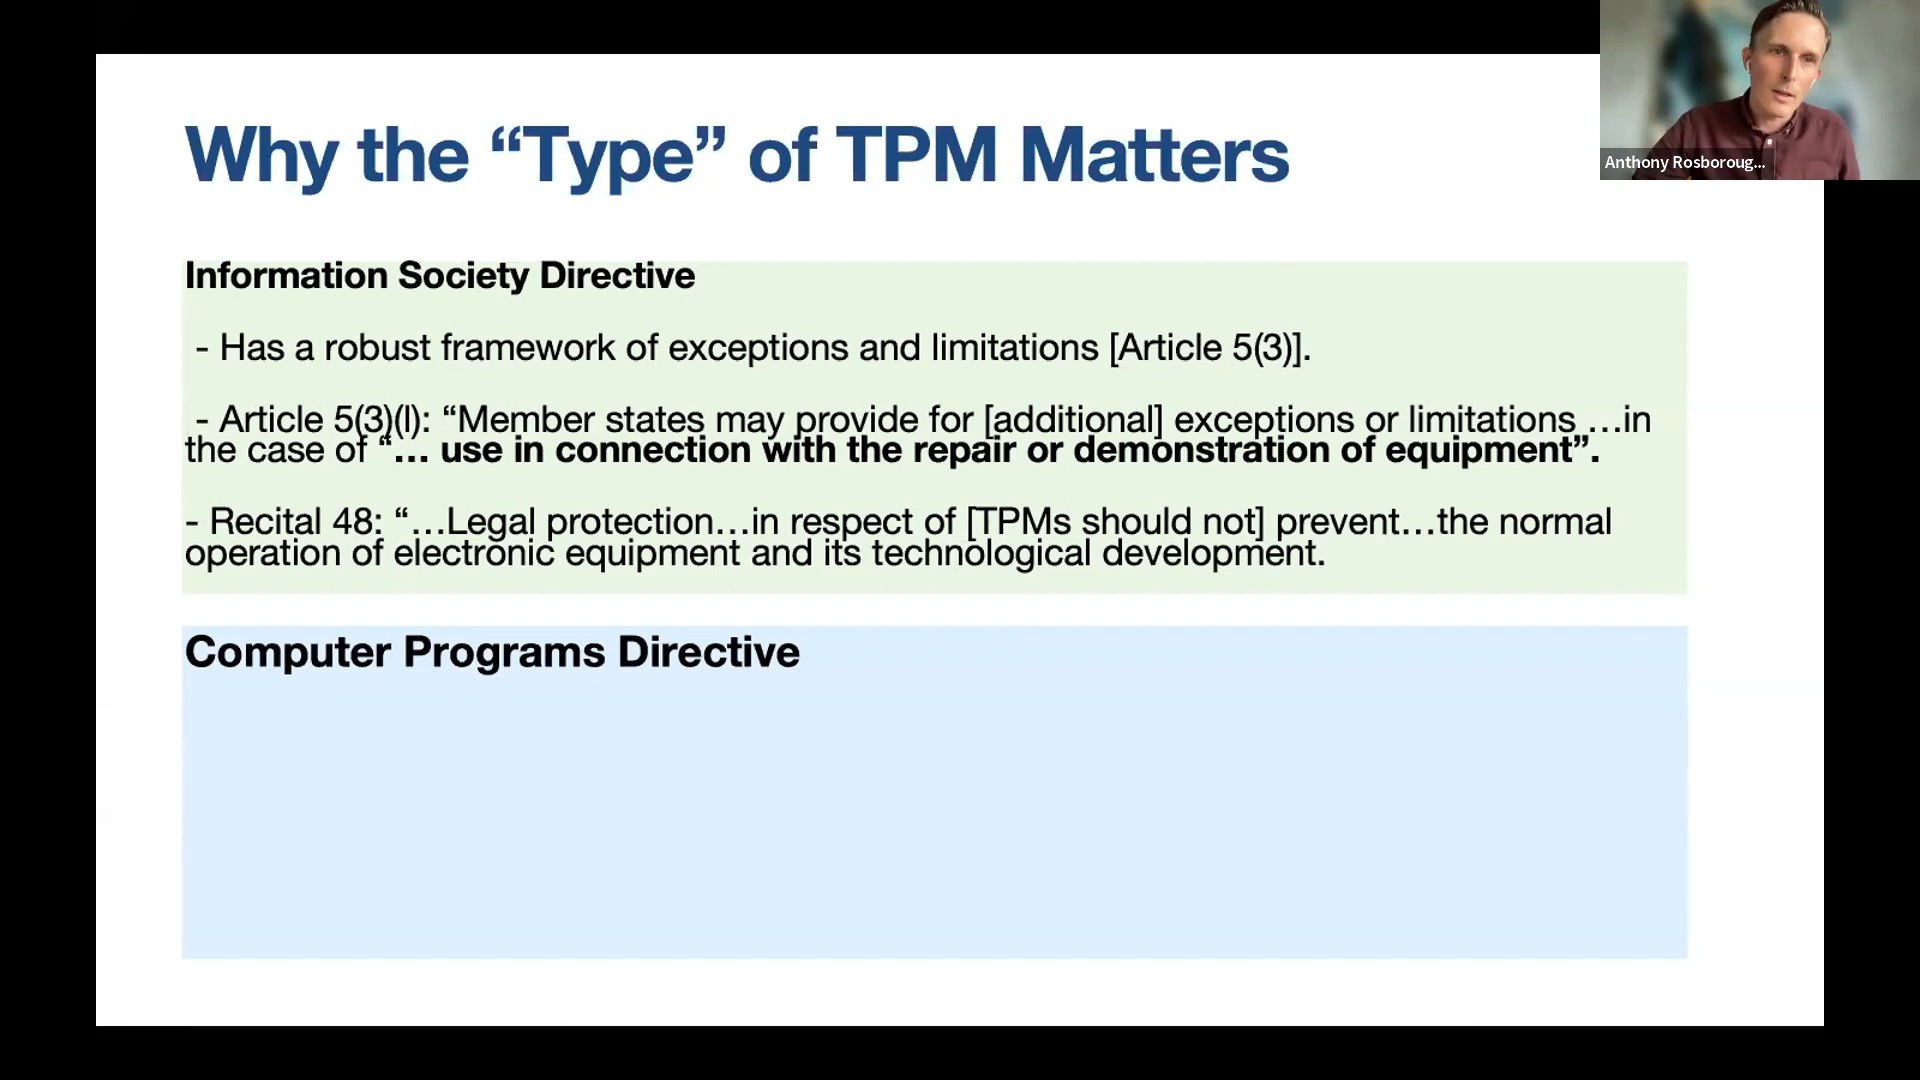 Why the “Type” of TPM Matters
Anthony Rosboroug...
Information Society Directive
- Has a robust framework of exceptions and limitations [Article 5(3)].
- Article 5(3)(l): “Member states may provide for [additional] exceptions or limitations …in
the case of “… use in connection with the repair or demonstration of equipment”.
- Recital 48: “…Legal protection…in respect of [TPMs should not] prevent…the normal
operation of electronic equipment and its technological development.
Computer Programs Directive